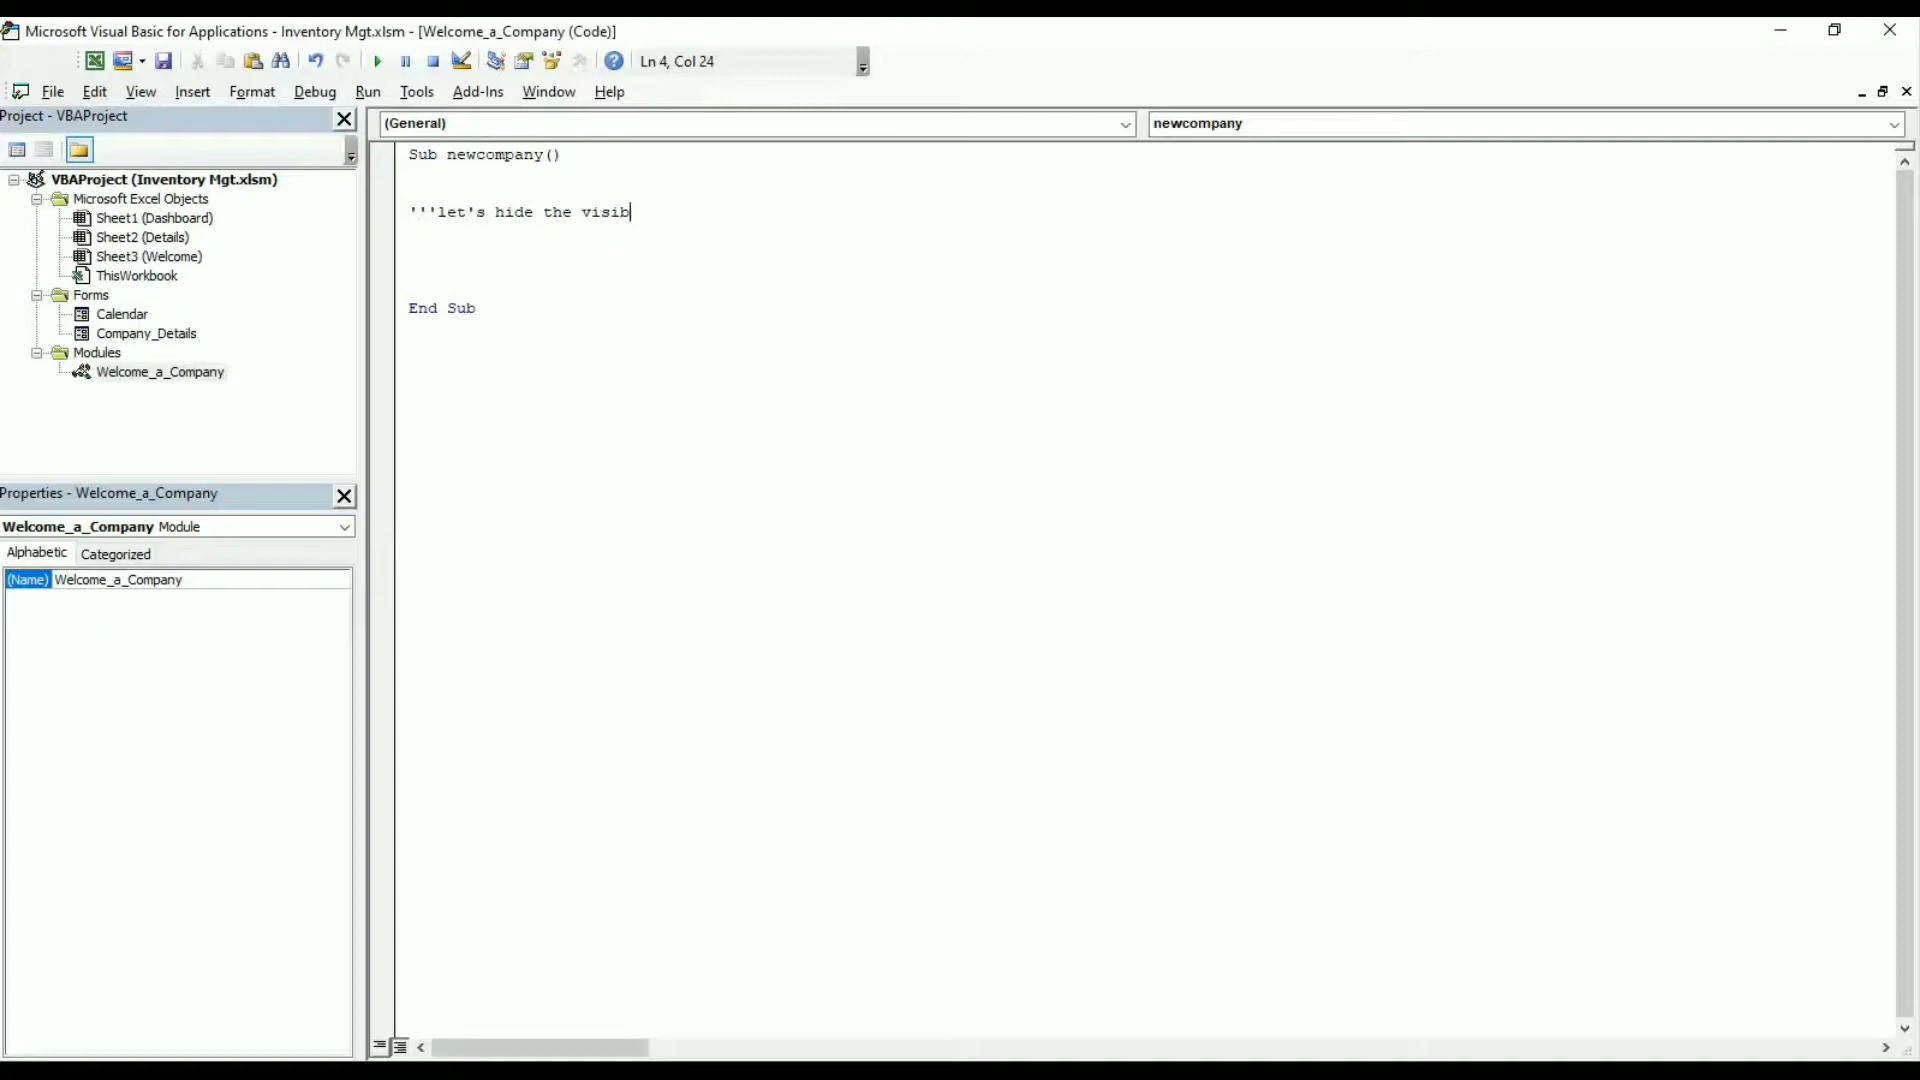 Microsoft Visual Basic for Applications - Inventory Mgt.xlsm - [Welcome_a_Company (Code)]
Ln 4, Col 24
File Edit View Insert Format Debug Run Tools Add-Ins Window Help
Project - VBAProject
(General)
newcompany
VBAProject (Inventory Mgt.xlsm)
Microsoft Excel Objects
Sheet1 (Dashboard)
Sheet2 (Details)
Sheet3 (Welcome)
ThisWorkbook
Forms
Calendar
Company_Details
Modules
Welcome_a_Company
Properties - Welcome_a_Company
Welcome_a_Company Module
Alphabetic Categorized
(Name) Welcome_a_Company
Sub newcompany()
'''let's hide the visib
End Sub